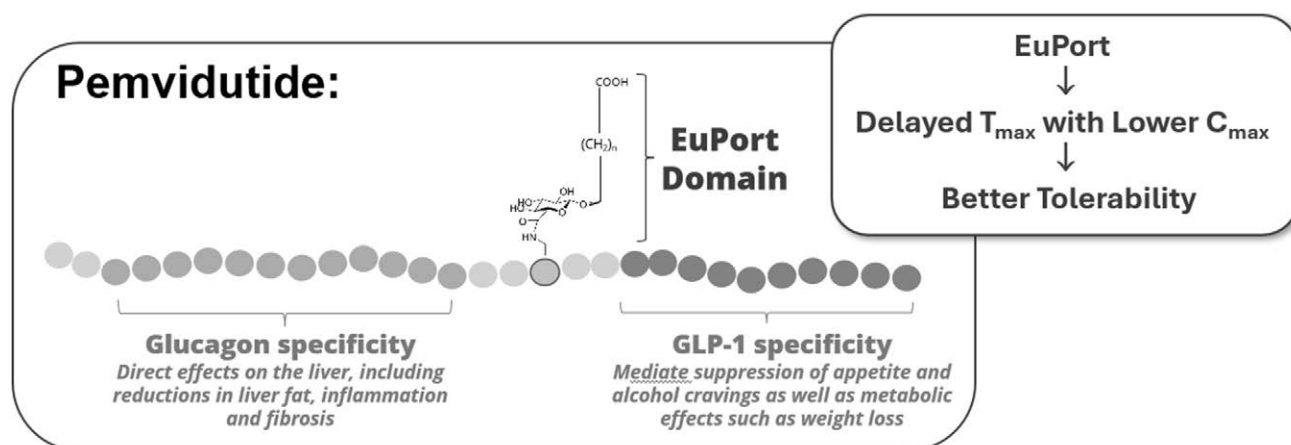 Pemvidutide:
COOH
(CH₂)ₙ
EuPort
Domain
OH
HO
HO
O
O
O
HN
Glucagon specificity
Direct effects on the liver, including
reductions in liver fat, inflammation
and fibrosis
GLP-1 specificity
Mediate suppression of appetite and
alcohol cravings as well as metabolic
effects such as weight loss
EuPort
↓
Delayed Tmax with Lower Cmax
↓
Better Tolerability